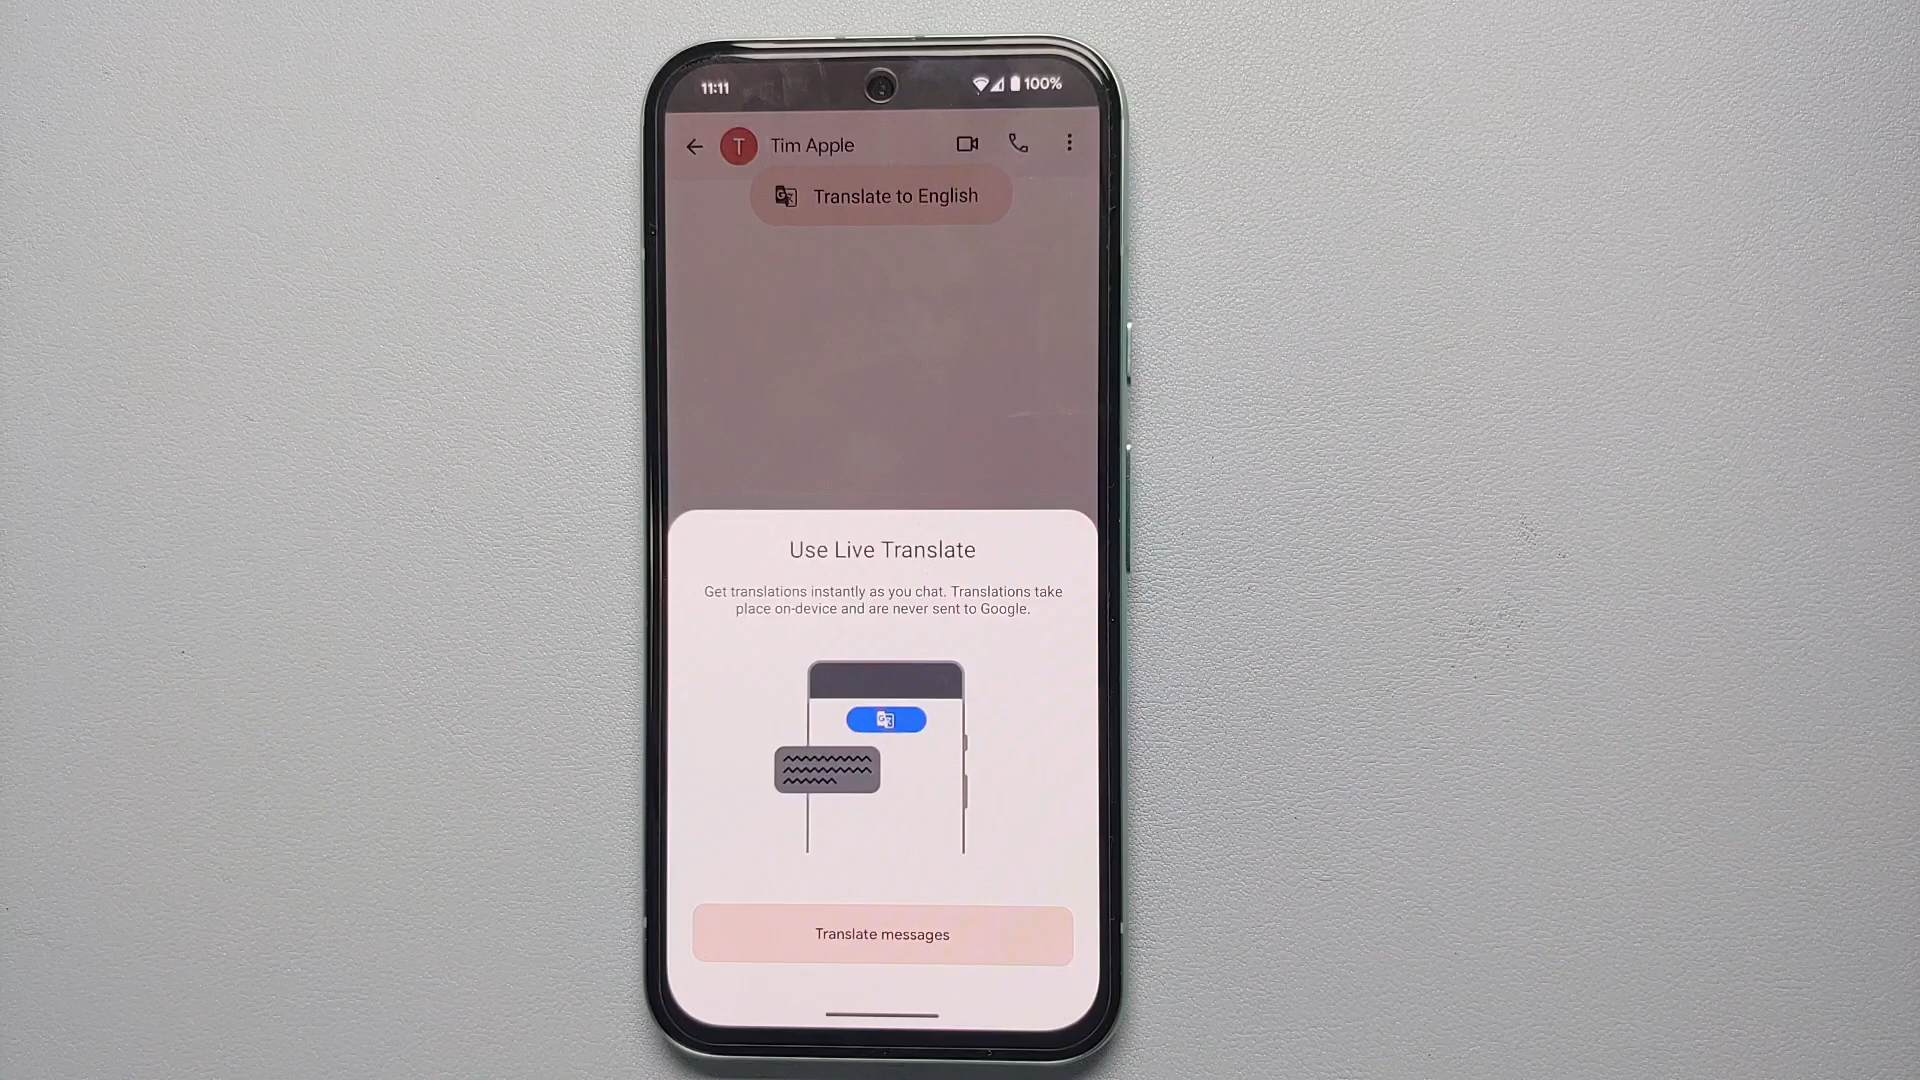 11:11 100%
T Tim Apple
Translate to English
Use Live Translate
Get translations instantly as you chat. Translations take
place on-device and are never sent to Google.
Translate messages